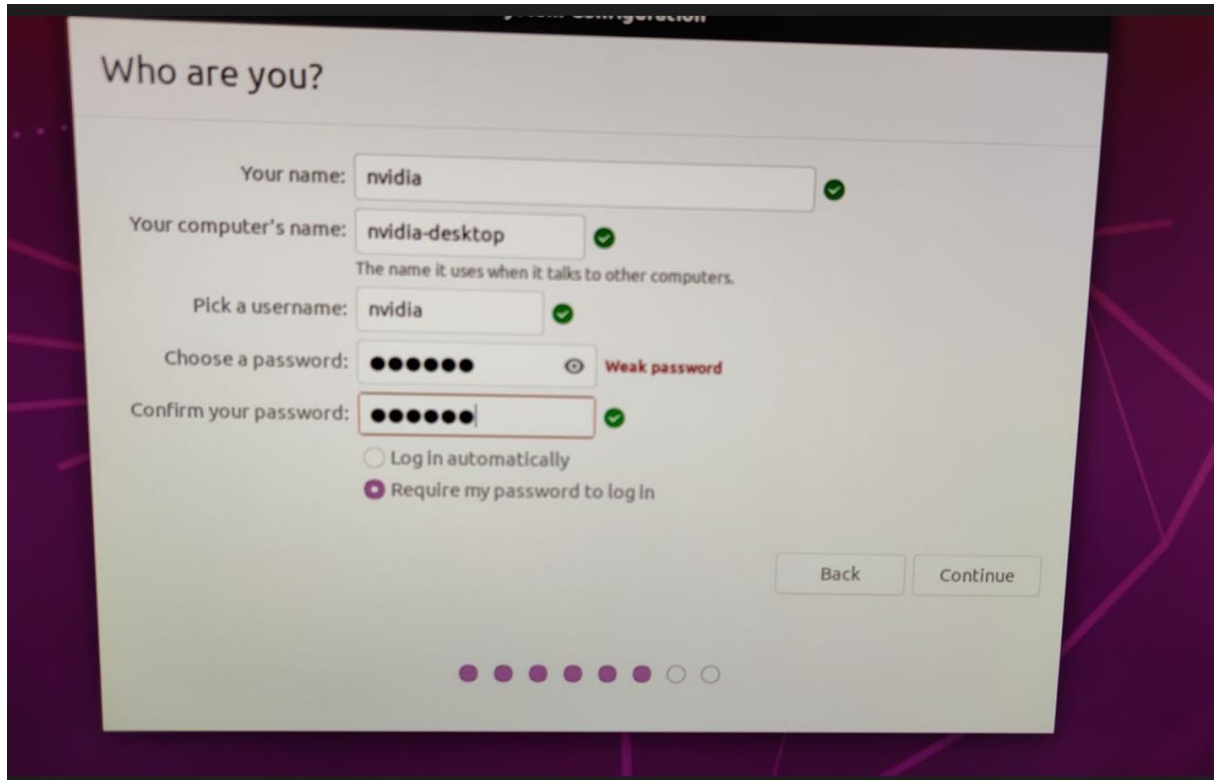 Configuration
Who are you?
Your name: nvidia
Your computer's name: nvidia-desktop
The name it uses when it talks to other computers.
Pick a username: nvidia
Choose a password: ●●●●●● Weak password
Confirm your password: ●●●●●●
Log in automatically
Require my password to log in
Back Continue